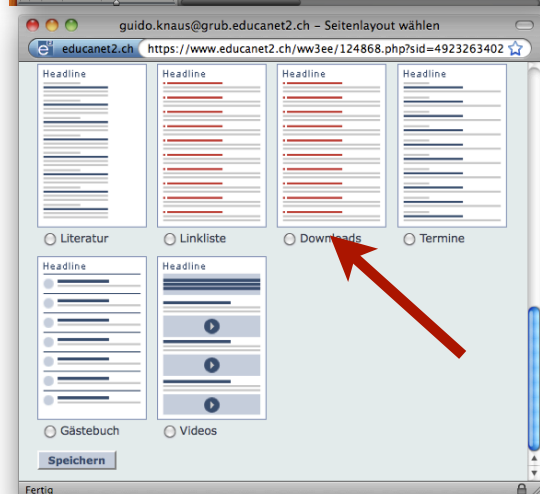 guido.knaus@grub.educanet2.ch – Seitenlayout wählen
educanet2.ch https://www.educanet2.ch/ww3ee/124868.php?sid=4923263402
Headline Headline Headline Headline
Literatur Linkliste Downloads Termine
Headline Headline
Gästebuch Videos
Speichern
Fertig